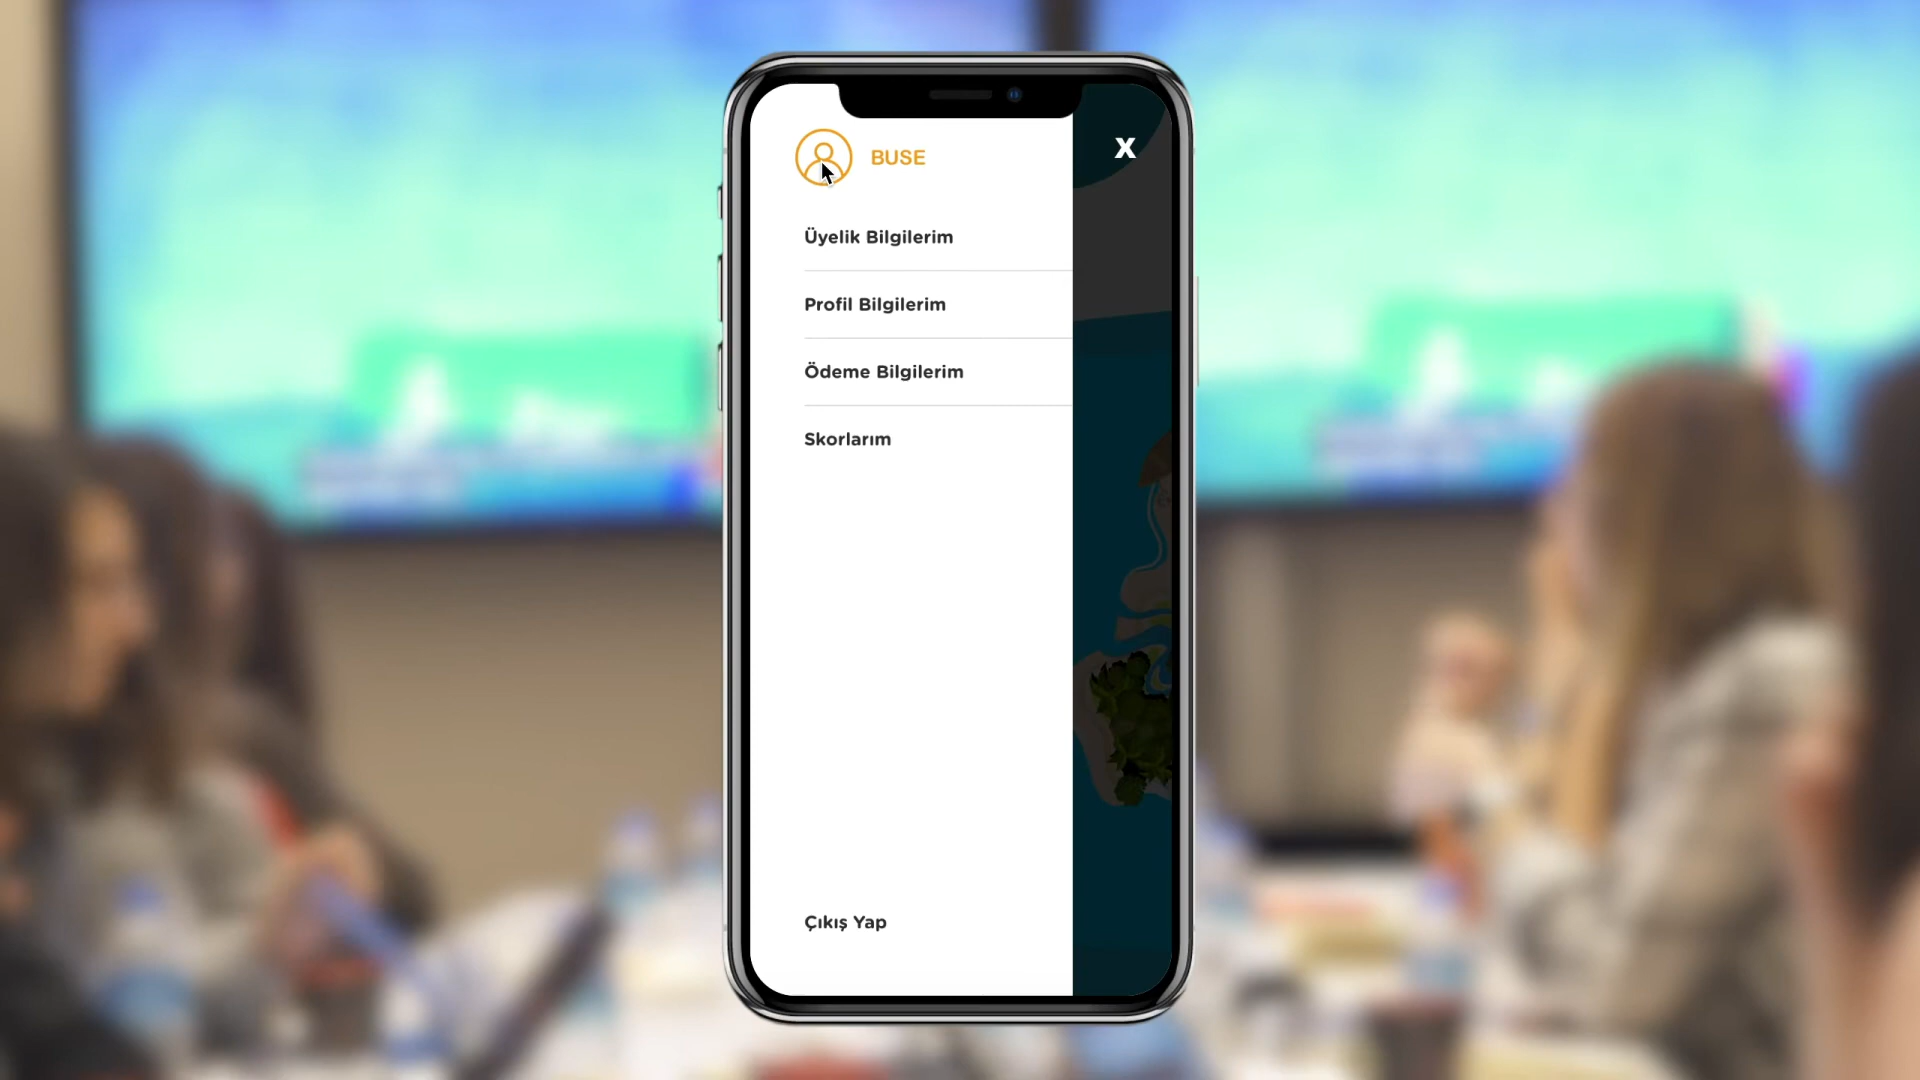 BUSE
X
Üyelik Bilgilerim
Profil Bilgilerim
Ödeme Bilgilerim
Skorlarım
Çıkış Yap